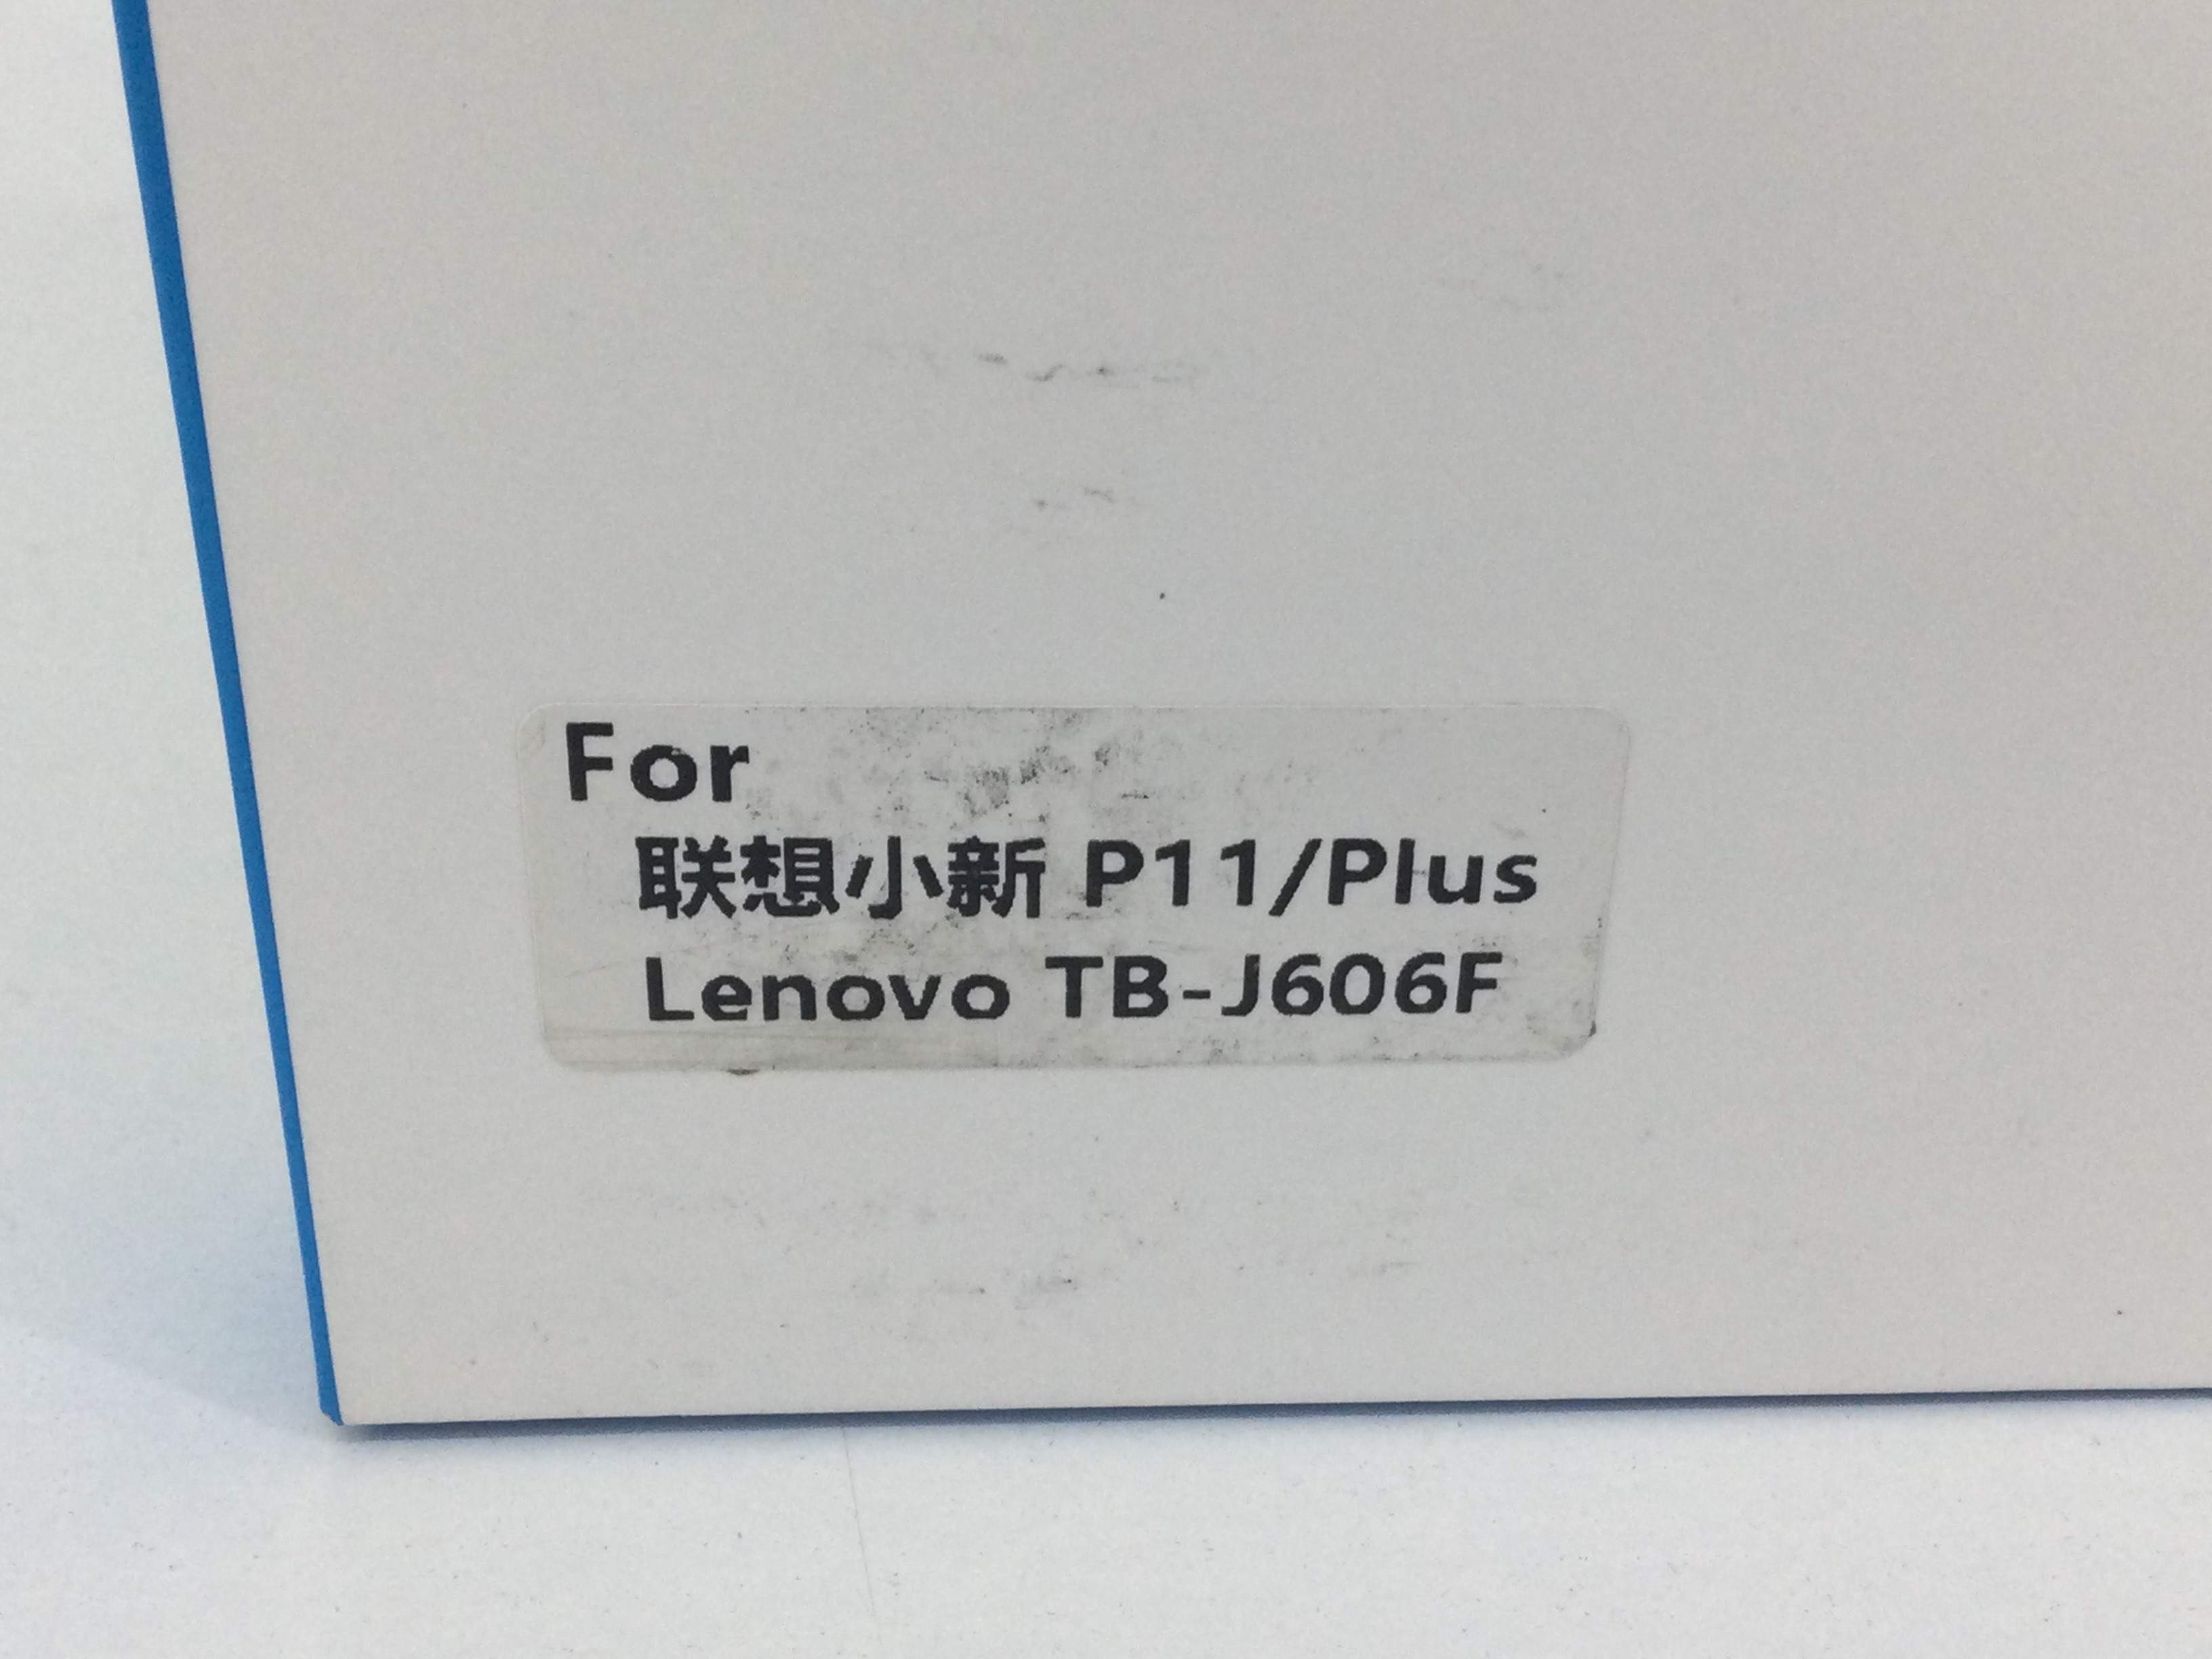 For
联想小新 P11/Plus
Lenovo TB-J606F